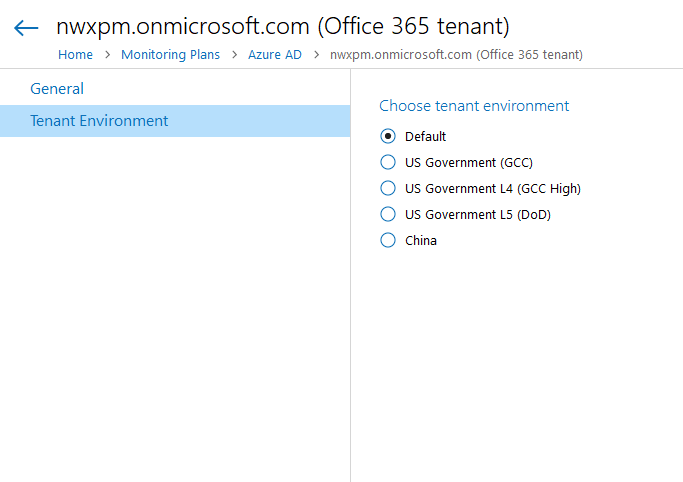 nwxpm.onmicrosoft.com (Office 365 tenant)
Home > Monitoring Plans > Azure AD > nwxpm.onmicrosoft.com (Office 365 tenant)
General
Tenant Environment
Choose tenant environment
Default
US Government (GCC)
US Government L4 (GCC High)
US Government L5 (DoD)
China